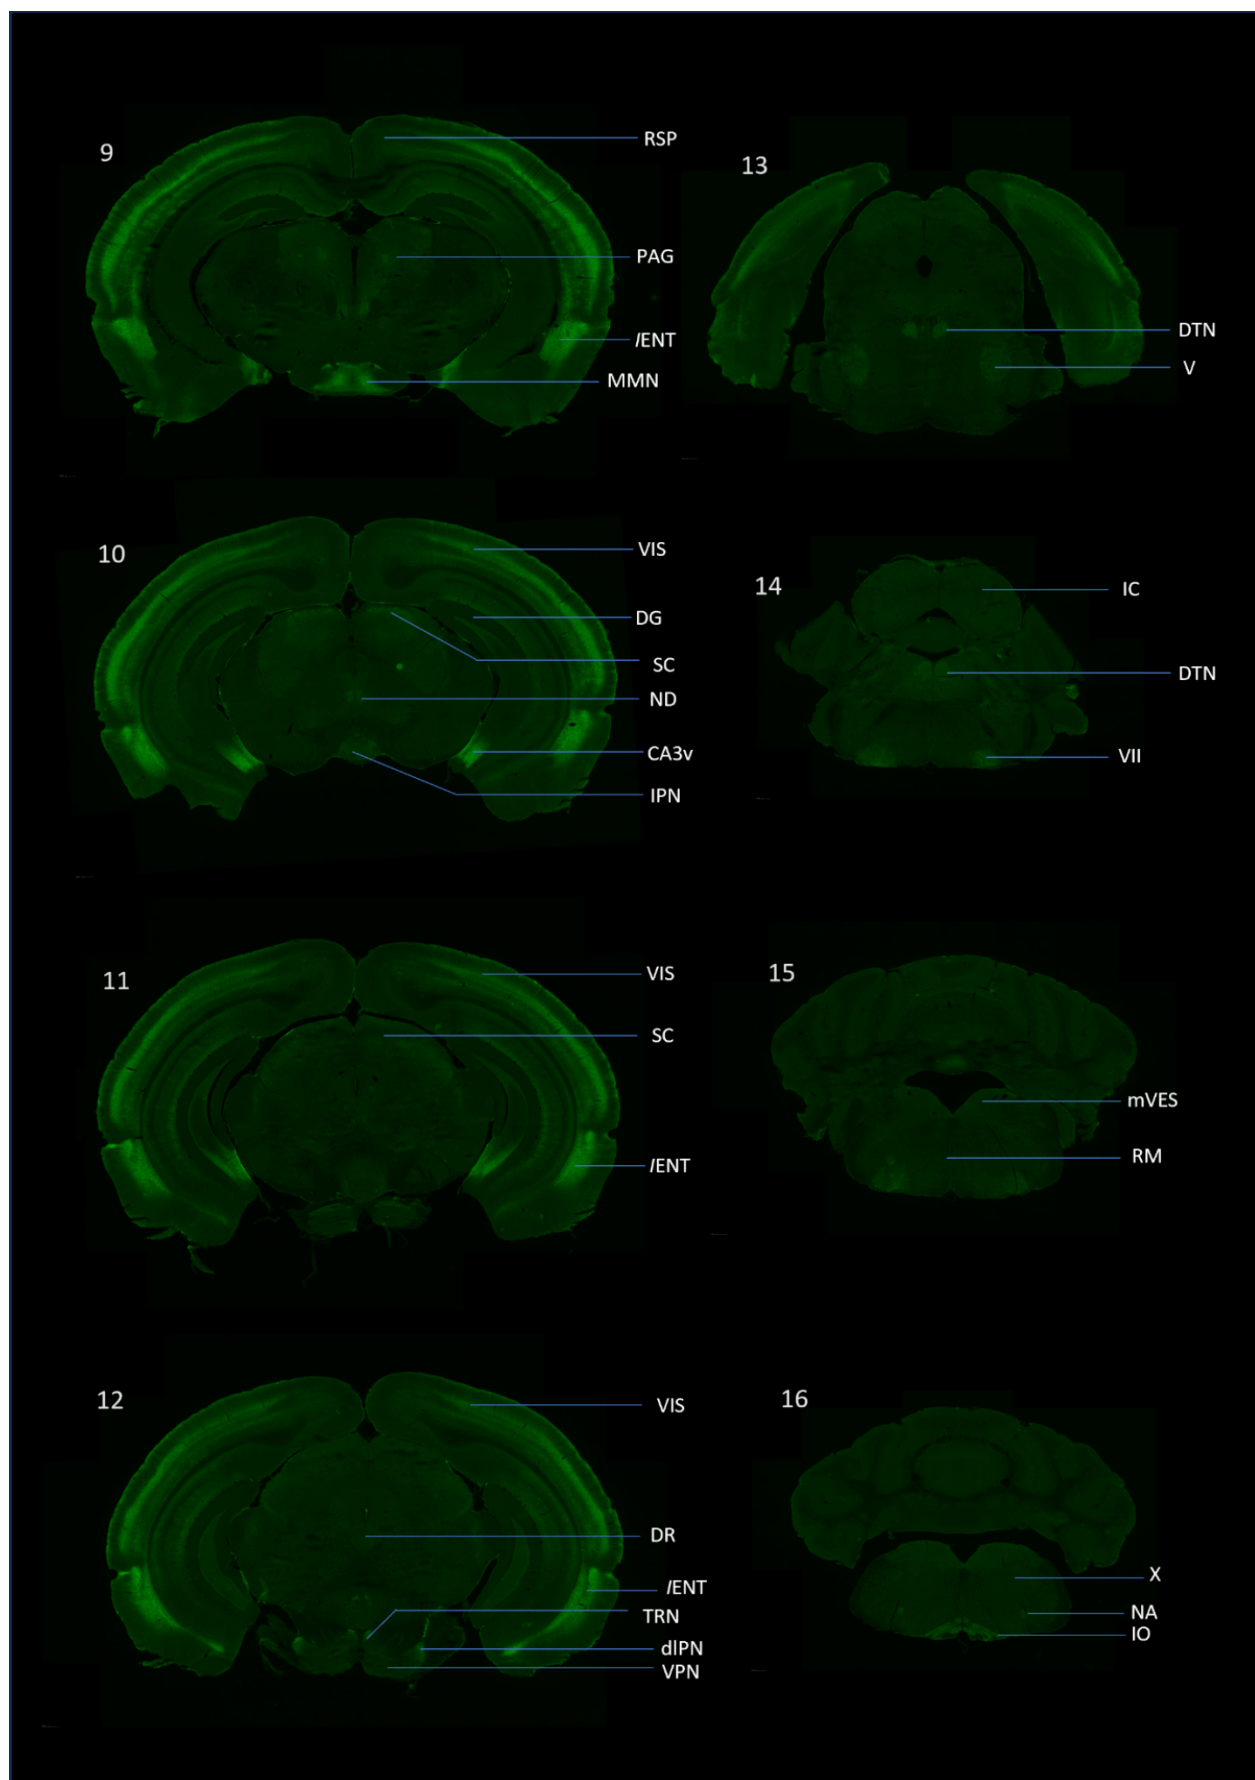 9
RSP
PAG
lENT
MMN
10
VIS
DG
SC
ND
CA3v
IPN
11
VIS
SC
lENT
12
VIS
DR
lENT
TRN
dlPN
VPN
13
DTN
V
14
IC
DTN
VII
15
mVES
RM
16
X
NA
IO